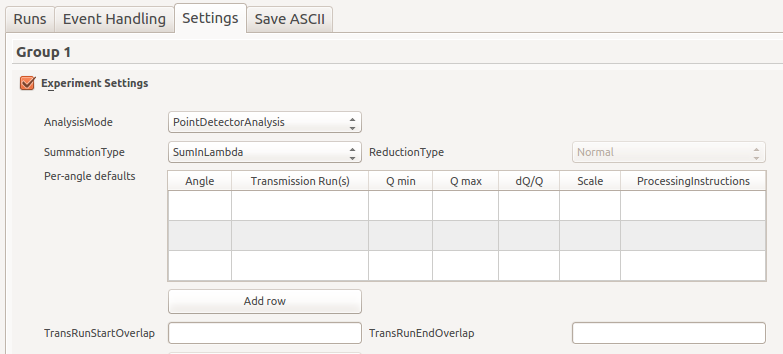 Runs Event Handling Settings Save ASCII
Group 1
Experiment Settings
AnalysisMode PointDetectorAnalysis
SummationType SumInLambda ReductionType Normal
Per-angle defaults
Angle Transmission Run(s) Q min Q max dQ/Q Scale ProcessingInstructions
Add row
TransRunStartOverlap TransRunEndOverlap